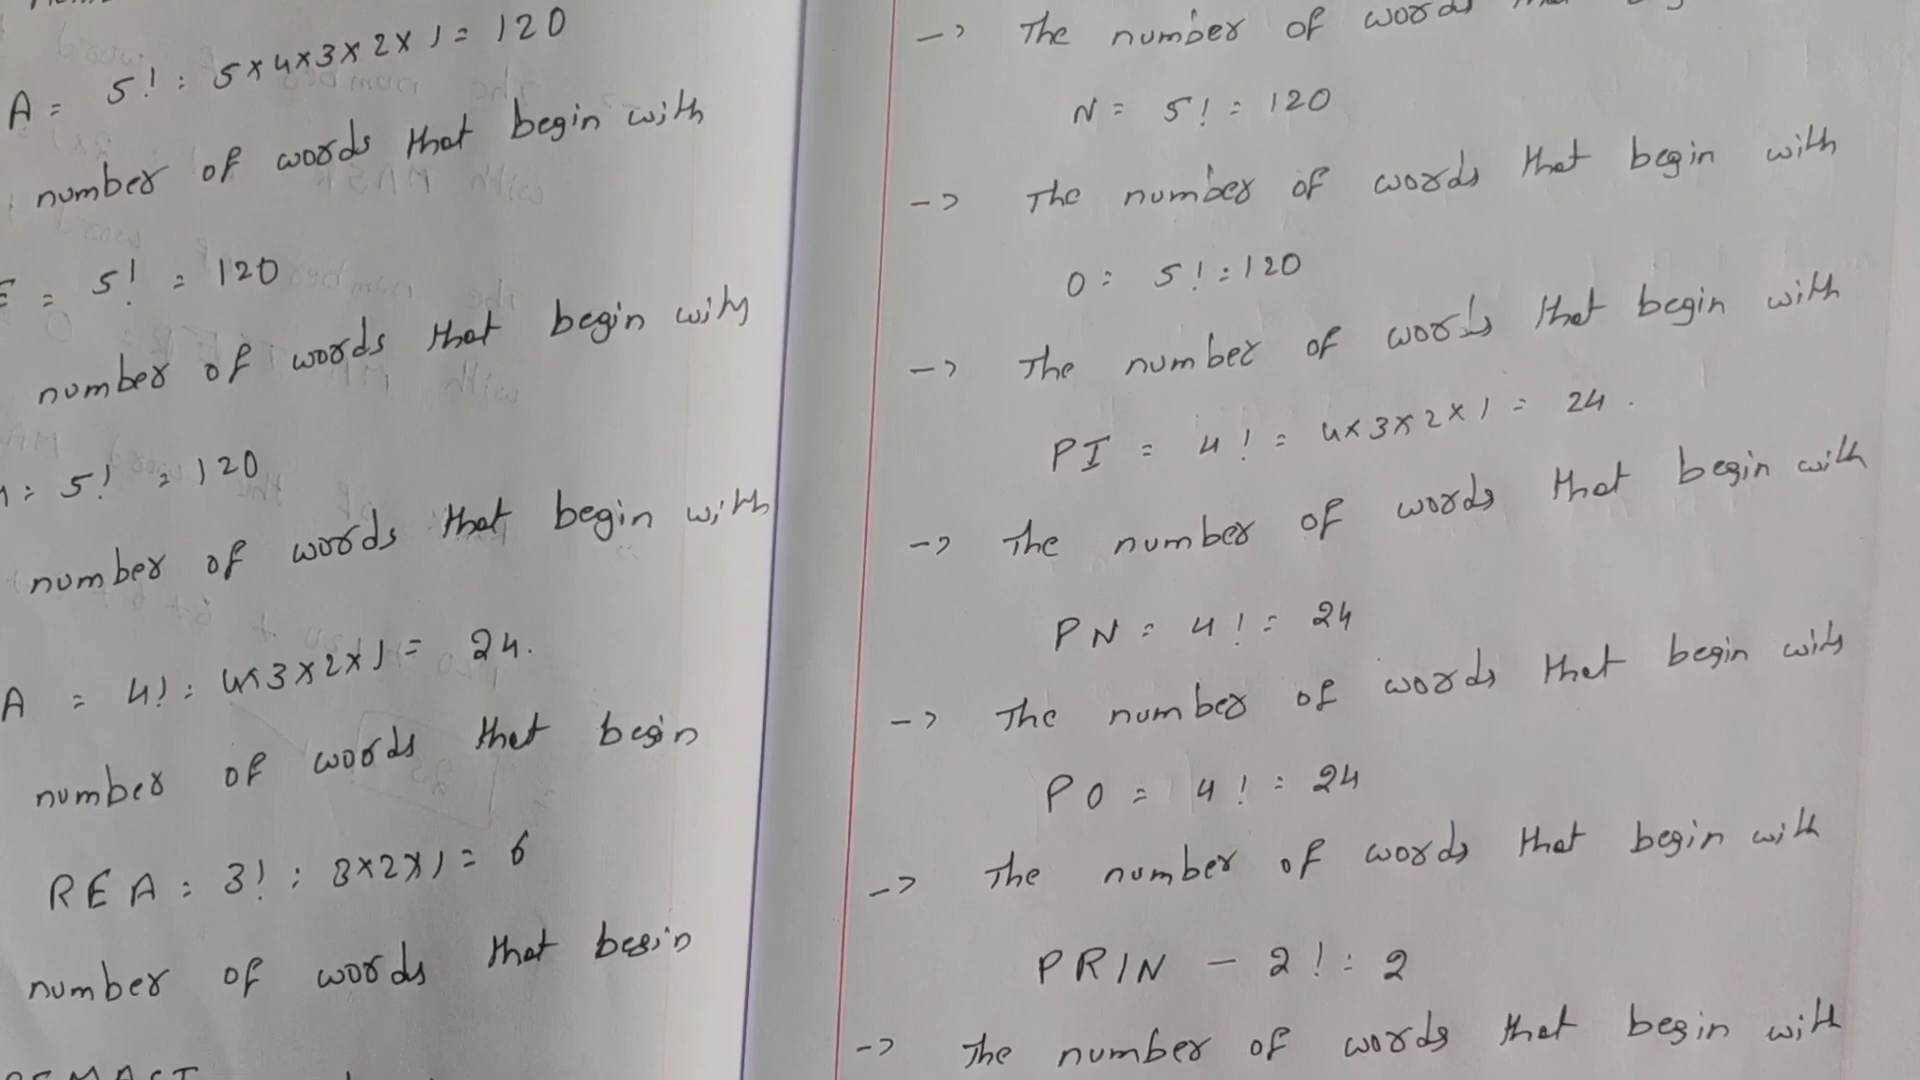 A = 5! = 5×4×3×2×1 = 120
number of words that begin with
E = 5! = 120
number of words that begin with
= 5! = 120
number of words that begin with
A = 4! = 4×3×2×1 = 24.
number of words that begin
REA = 3! = 3×2×1 = 6
number of words that begin
-> The number of words
N = 5! = 120
-> The number of words that begin with
O = 5! = 120
-> The number of words that begin with
PI = 4! = 4×3×2×1 = 24.
-> The number of words that begin with
PN = 4! = 24
-> The number of words that begin with
PO = 4! = 24
-> The number of words that begin with
PRIN - 2! = 2
-> The number of words that begin with